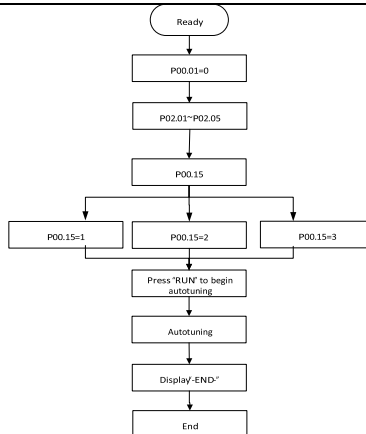 Ready
P00.01=0
P02.01~P02.05
P00.15
P00.15=1
P00.15=2
P00.15=3
Press "RUN" to begin
autotuning
Autotuning
Display"-END-"
End